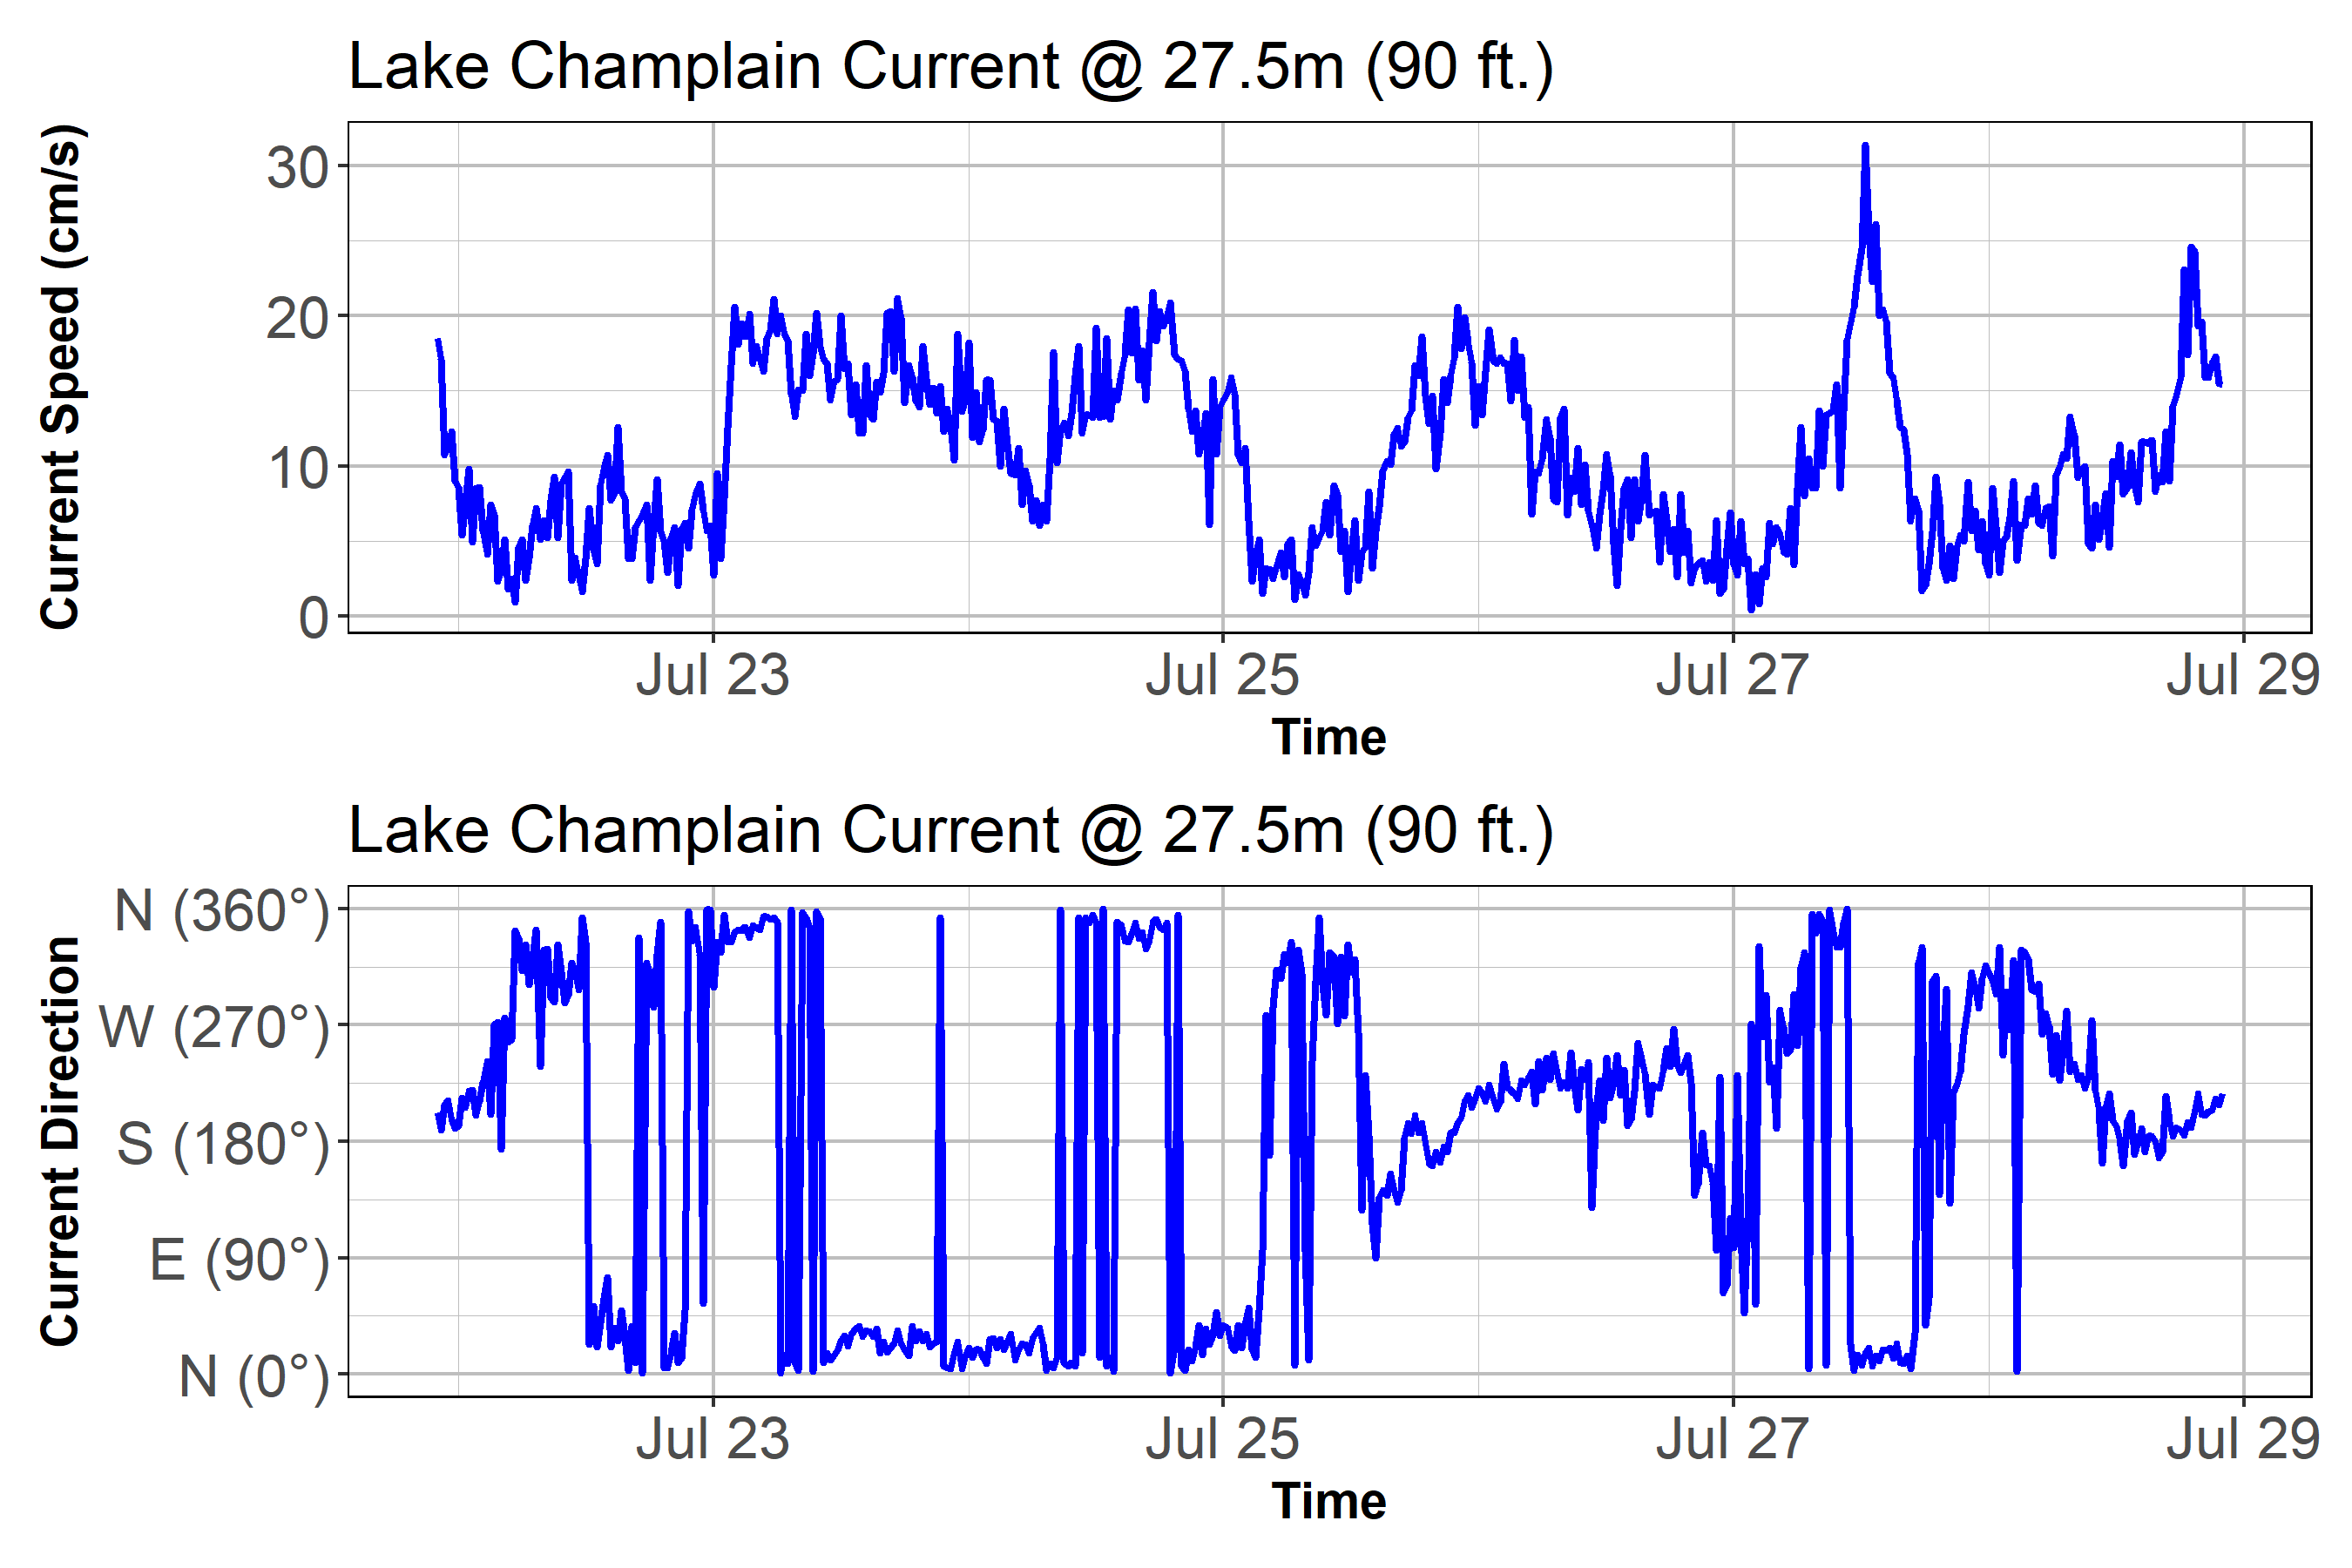 Lake Champlain Current @ 27.5m (90 ft.)
Current Speed (cm/s)
30
20
10
0
Jul 23 Jul 25 Jul 27 Jul 29
Time
Lake Champlain Current @ 27.5m (90 ft.)
Current Direction
N (360°)
W (270°)
S (180°)
E (90°)
N (0°)
Jul 23 Jul 25 Jul 27 Jul 29
Time